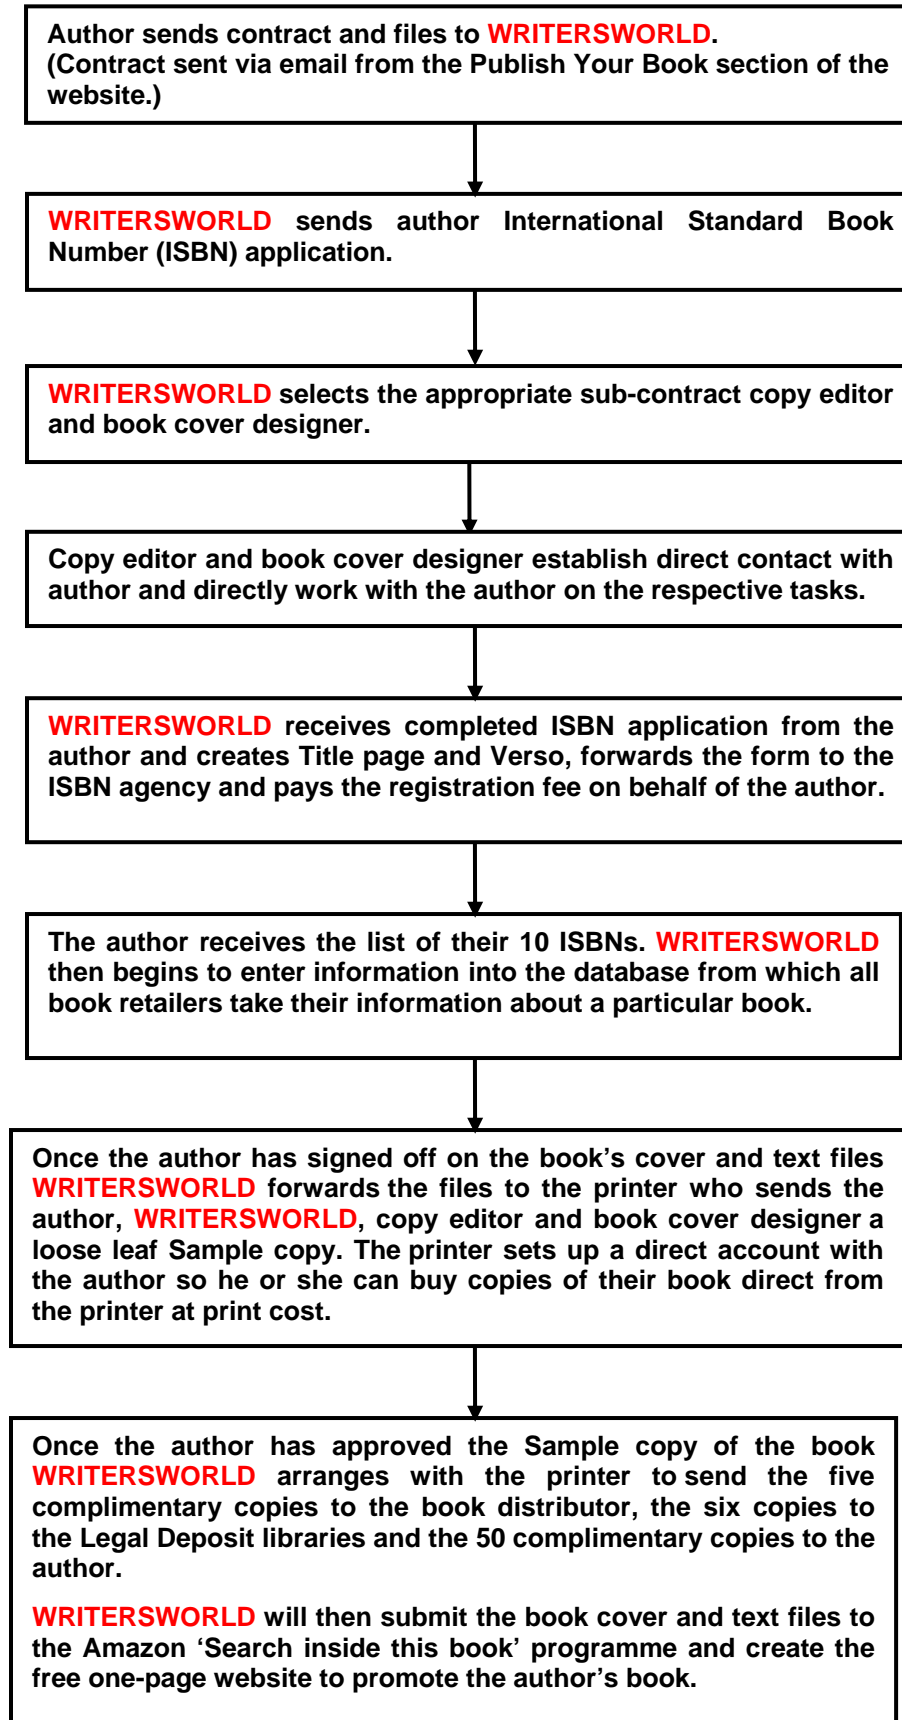 Author sends contract and files to WRITERSWORLD.
(Contract sent via email from the Publish Your Book section of the
website.)
WRITERSWORLD sends author International Standard Book
Number (ISBN) application.
WRITERSWORLD selects the appropriate sub-contract copy editor
and book cover designer.
Copy editor and book cover designer establish direct contact with
author and directly work with the author on the respective tasks.
WRITERSWORLD receives completed ISBN application from the
author and creates Title page and Verso, forwards the form to the
ISBN agency and pays the registration fee on behalf of the author.
The author receives the list of their 10 ISBNs. WRITERSWORLD
then begins to enter information into the database from which all
book retailers take their information about a particular book.
Once the author has signed off on the book’s cover and text files
WRITERSWORLD forwards the files to the printer who sends the
author, WRITERSWORLD, copy editor and book cover designer a
loose leaf Sample copy. The printer sets up a direct account with
the author so he or she can buy copies of their book direct from
the printer at print cost.
Once the author has approved the Sample copy of the book
WRITERSWORLD arranges with the printer to send the five
complimentary copies to the book distributor, the six copies to
the Legal Deposit libraries and the 50 complimentary copies to the
author.
WRITERSWORLD will then submit the book cover and text files to
the Amazon ‘Search inside this book’ programme and create the
free one-page website to promote the author’s book.